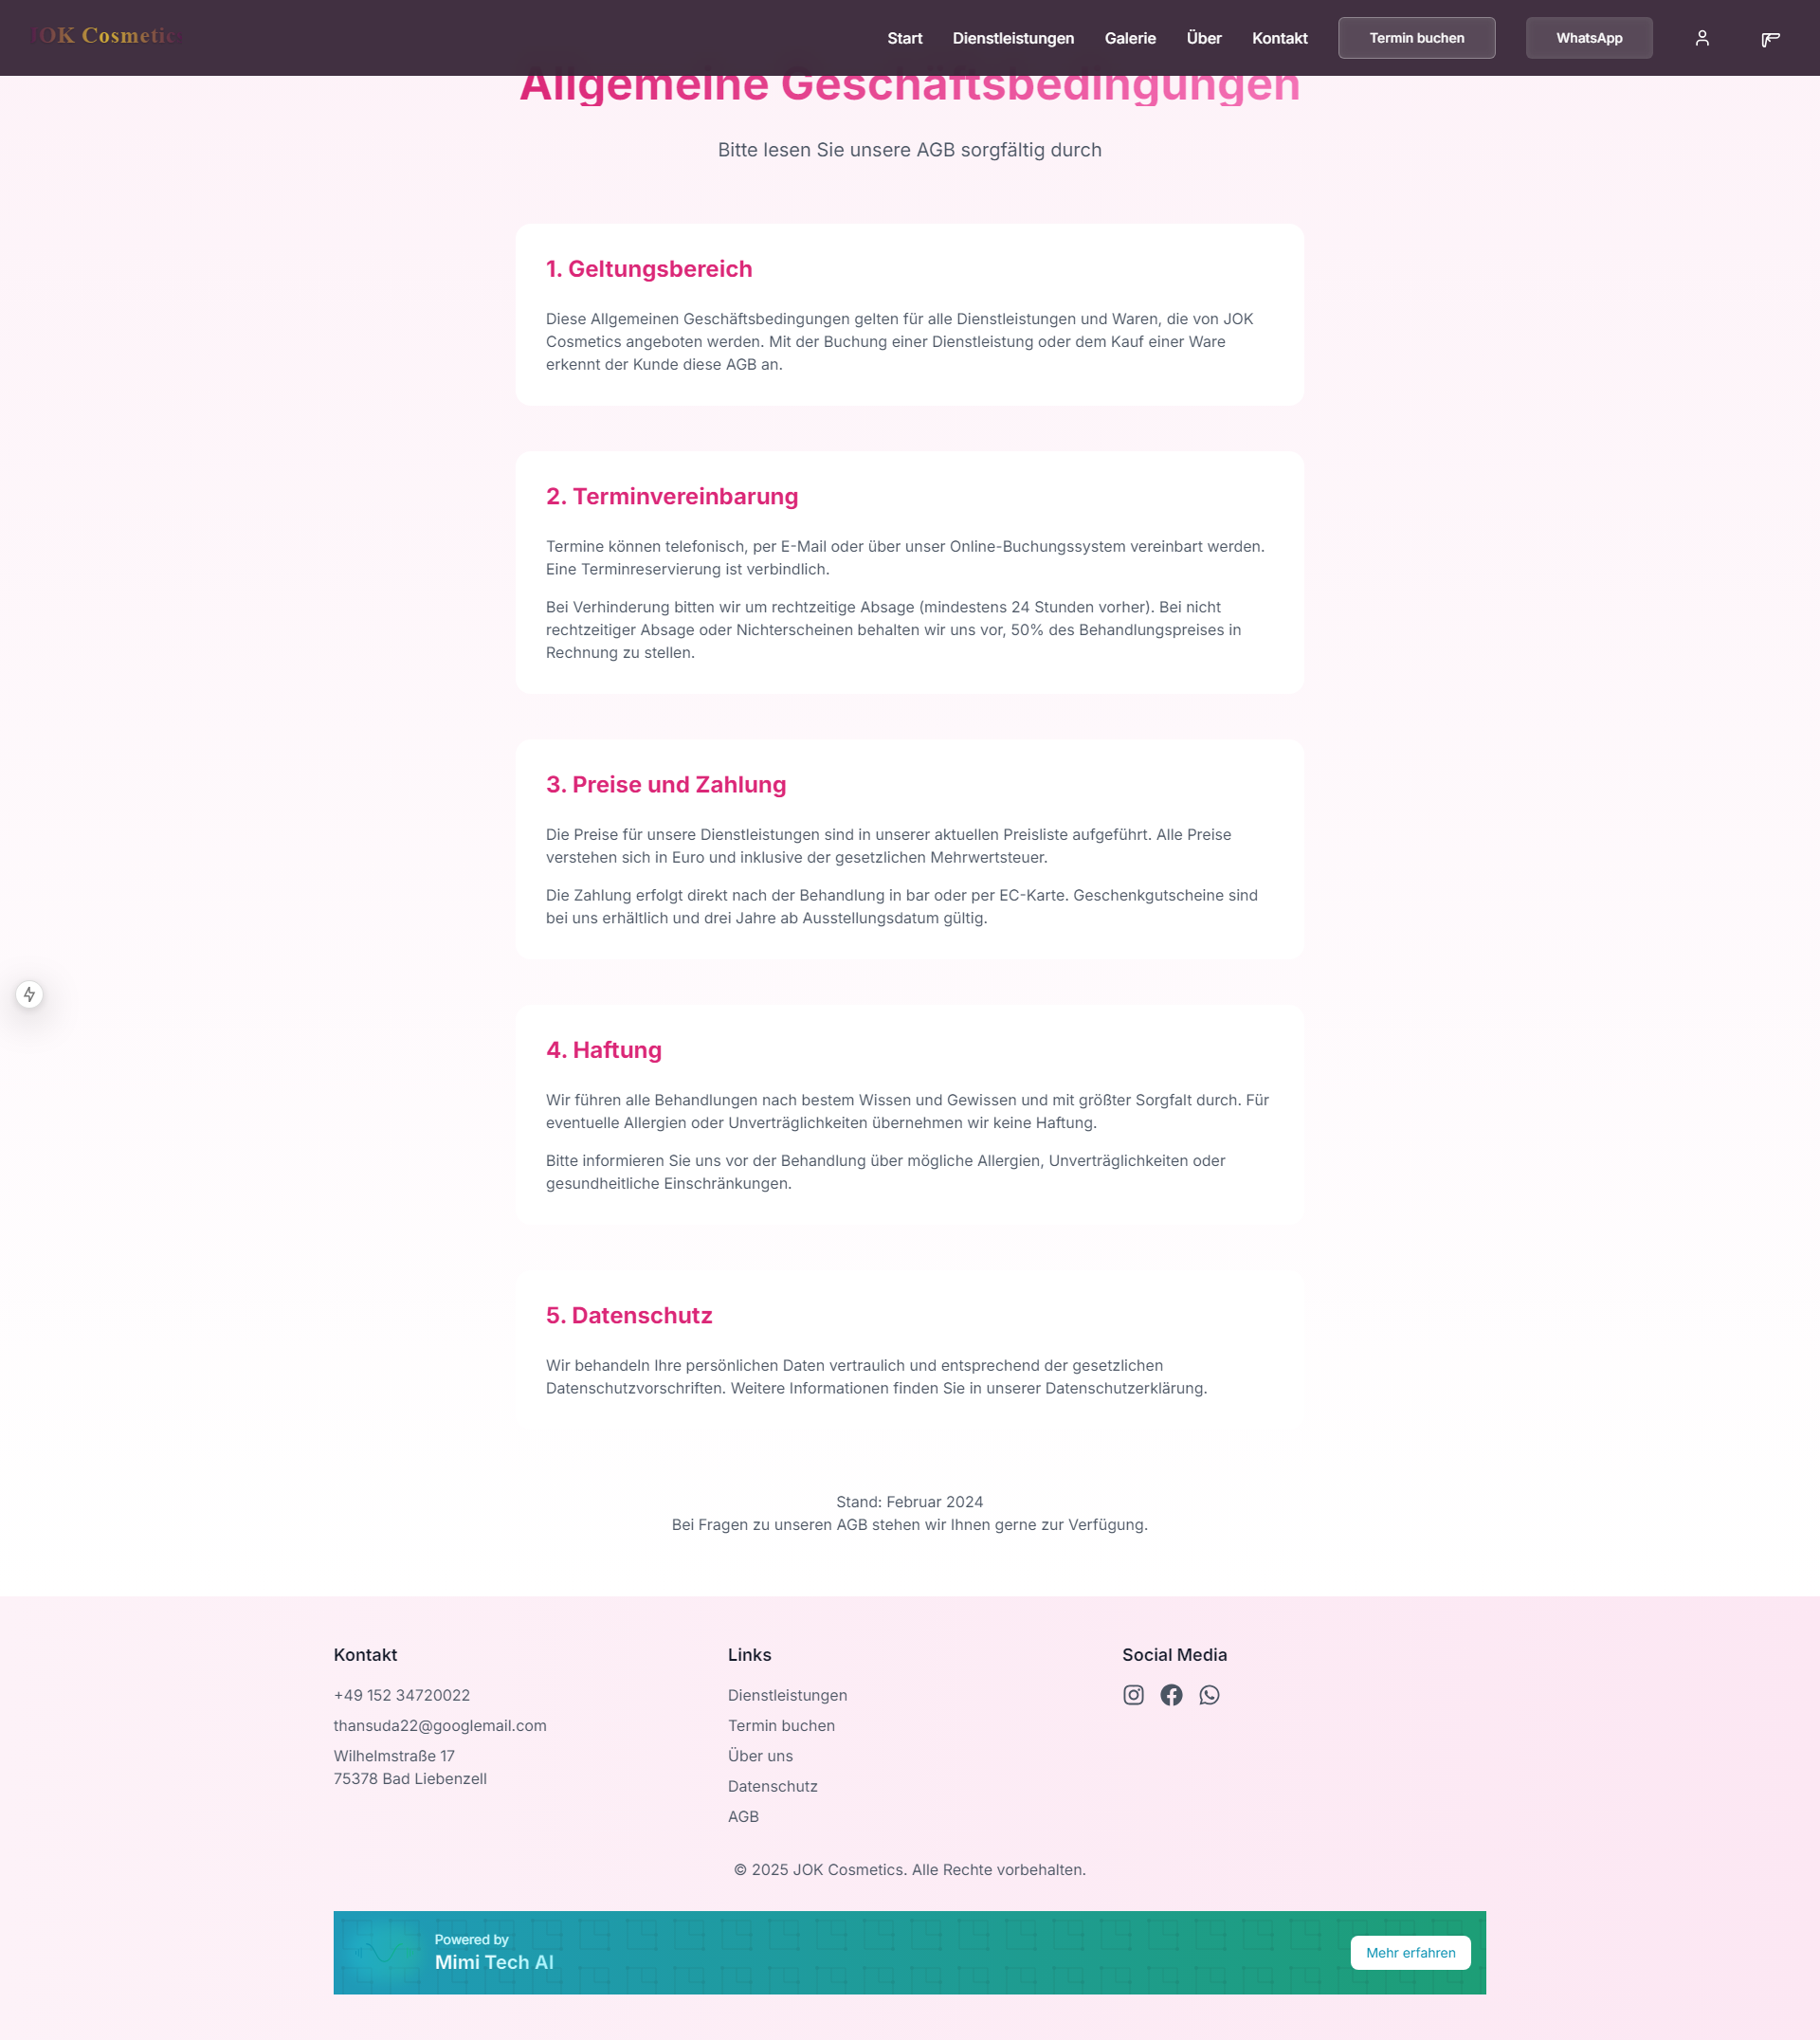 JOK Cosmetics
Start
Dienstleistungen
Galerie
Über
Kontakt
Termin buchen
WhatsApp
Allgemeine Geschäftsbedingungen
Bitte lesen Sie unsere AGB sorgfältig durch
1. Geltungsbereich
Diese Allgemeinen Geschäftsbedingungen gelten für alle Dienstleistungen und Waren, die von JOK
Cosmetics angeboten werden. Mit der Buchung einer Dienstleistung oder dem Kauf einer Ware
erkennt der Kunde diese AGB an.
2. Terminvereinbarung
Termine können telefonisch, per E-Mail oder über unser Online-Buchungssystem vereinbart werden.
Eine Terminreservierung ist verbindlich.
Bei Verhinderung bitten wir um rechtzeitige Absage (mindestens 24 Stunden vorher). Bei nicht
rechtzeitiger Absage oder Nichterscheinen behalten wir uns vor, 50% des Behandlungspreises in
Rechnung zu stellen.
3. Preise und Zahlung
Die Preise für unsere Dienstleistungen sind in unserer aktuellen Preisliste aufgeführt. Alle Preise
verstehen sich in Euro und inklusive der gesetzlichen Mehrwertsteuer.
Die Zahlung erfolgt direkt nach der Behandlung in bar oder per EC-Karte. Geschenkgutscheine sind
bei uns erhältlich und drei Jahre ab Ausstellungsdatum gültig.
4. Haftung
Wir führen alle Behandlungen nach bestem Wissen und Gewissen und mit größter Sorgfalt durch. Für
eventuelle Allergien oder Unverträglichkeiten übernehmen wir keine Haftung.
Bitte informieren Sie uns vor der Behandlung über mögliche Allergien, Unverträglichkeiten oder
gesundheitliche Einschränkungen.
5. Datenschutz
Wir behandeln Ihre persönlichen Daten vertraulich und entsprechend der gesetzlichen
Datenschutzvorschriften. Weitere Informationen finden Sie in unserer Datenschutzerklärung.
Stand: Februar 2024
Bei Fragen zu unseren AGB stehen wir Ihnen gerne zur Verfügung.
Kontakt
+49 152 34720022
thansuda22@googlemail.com
Wilhelmstraße 17
75378 Bad Liebenzell
Links
Dienstleistungen
Termin buchen
Über uns
Datenschutz
AGB
Social Media
© 2025 JOK Cosmetics. Alle Rechte vorbehalten.
Powered by
Mimi Tech AI
Mehr erfahren